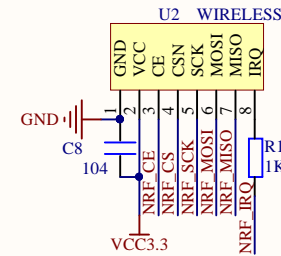 U2 WIRELESS
GND
VCC
CE
CSN
SCK
MOSI
MISO
IRQ
1
2
3
4
5
6
7
8
GND
C8
104
NRF_CE
NRF_CS
NRF_SCK
NRF_MOSI
NRF_MISO
NRF_IRQ
R1
1K
VCC3.3